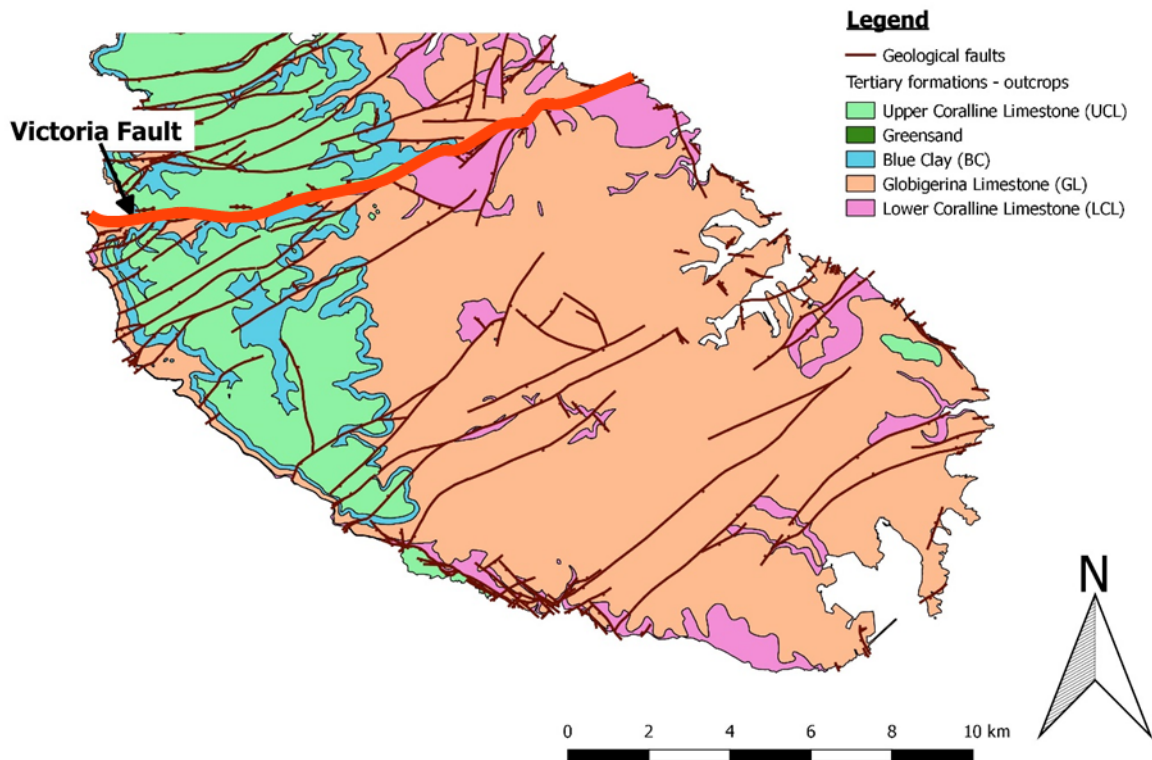 Legend
Geological faults
Tertiary formations - outcrops
Upper Coralline Limestone (UCL)
Greensand
Blue Clay (BC)
Globigerina Limestone (GL)
Lower Coralline Limestone (LCL)
Victoria Fault
N
0 2 4 6 8 10 km